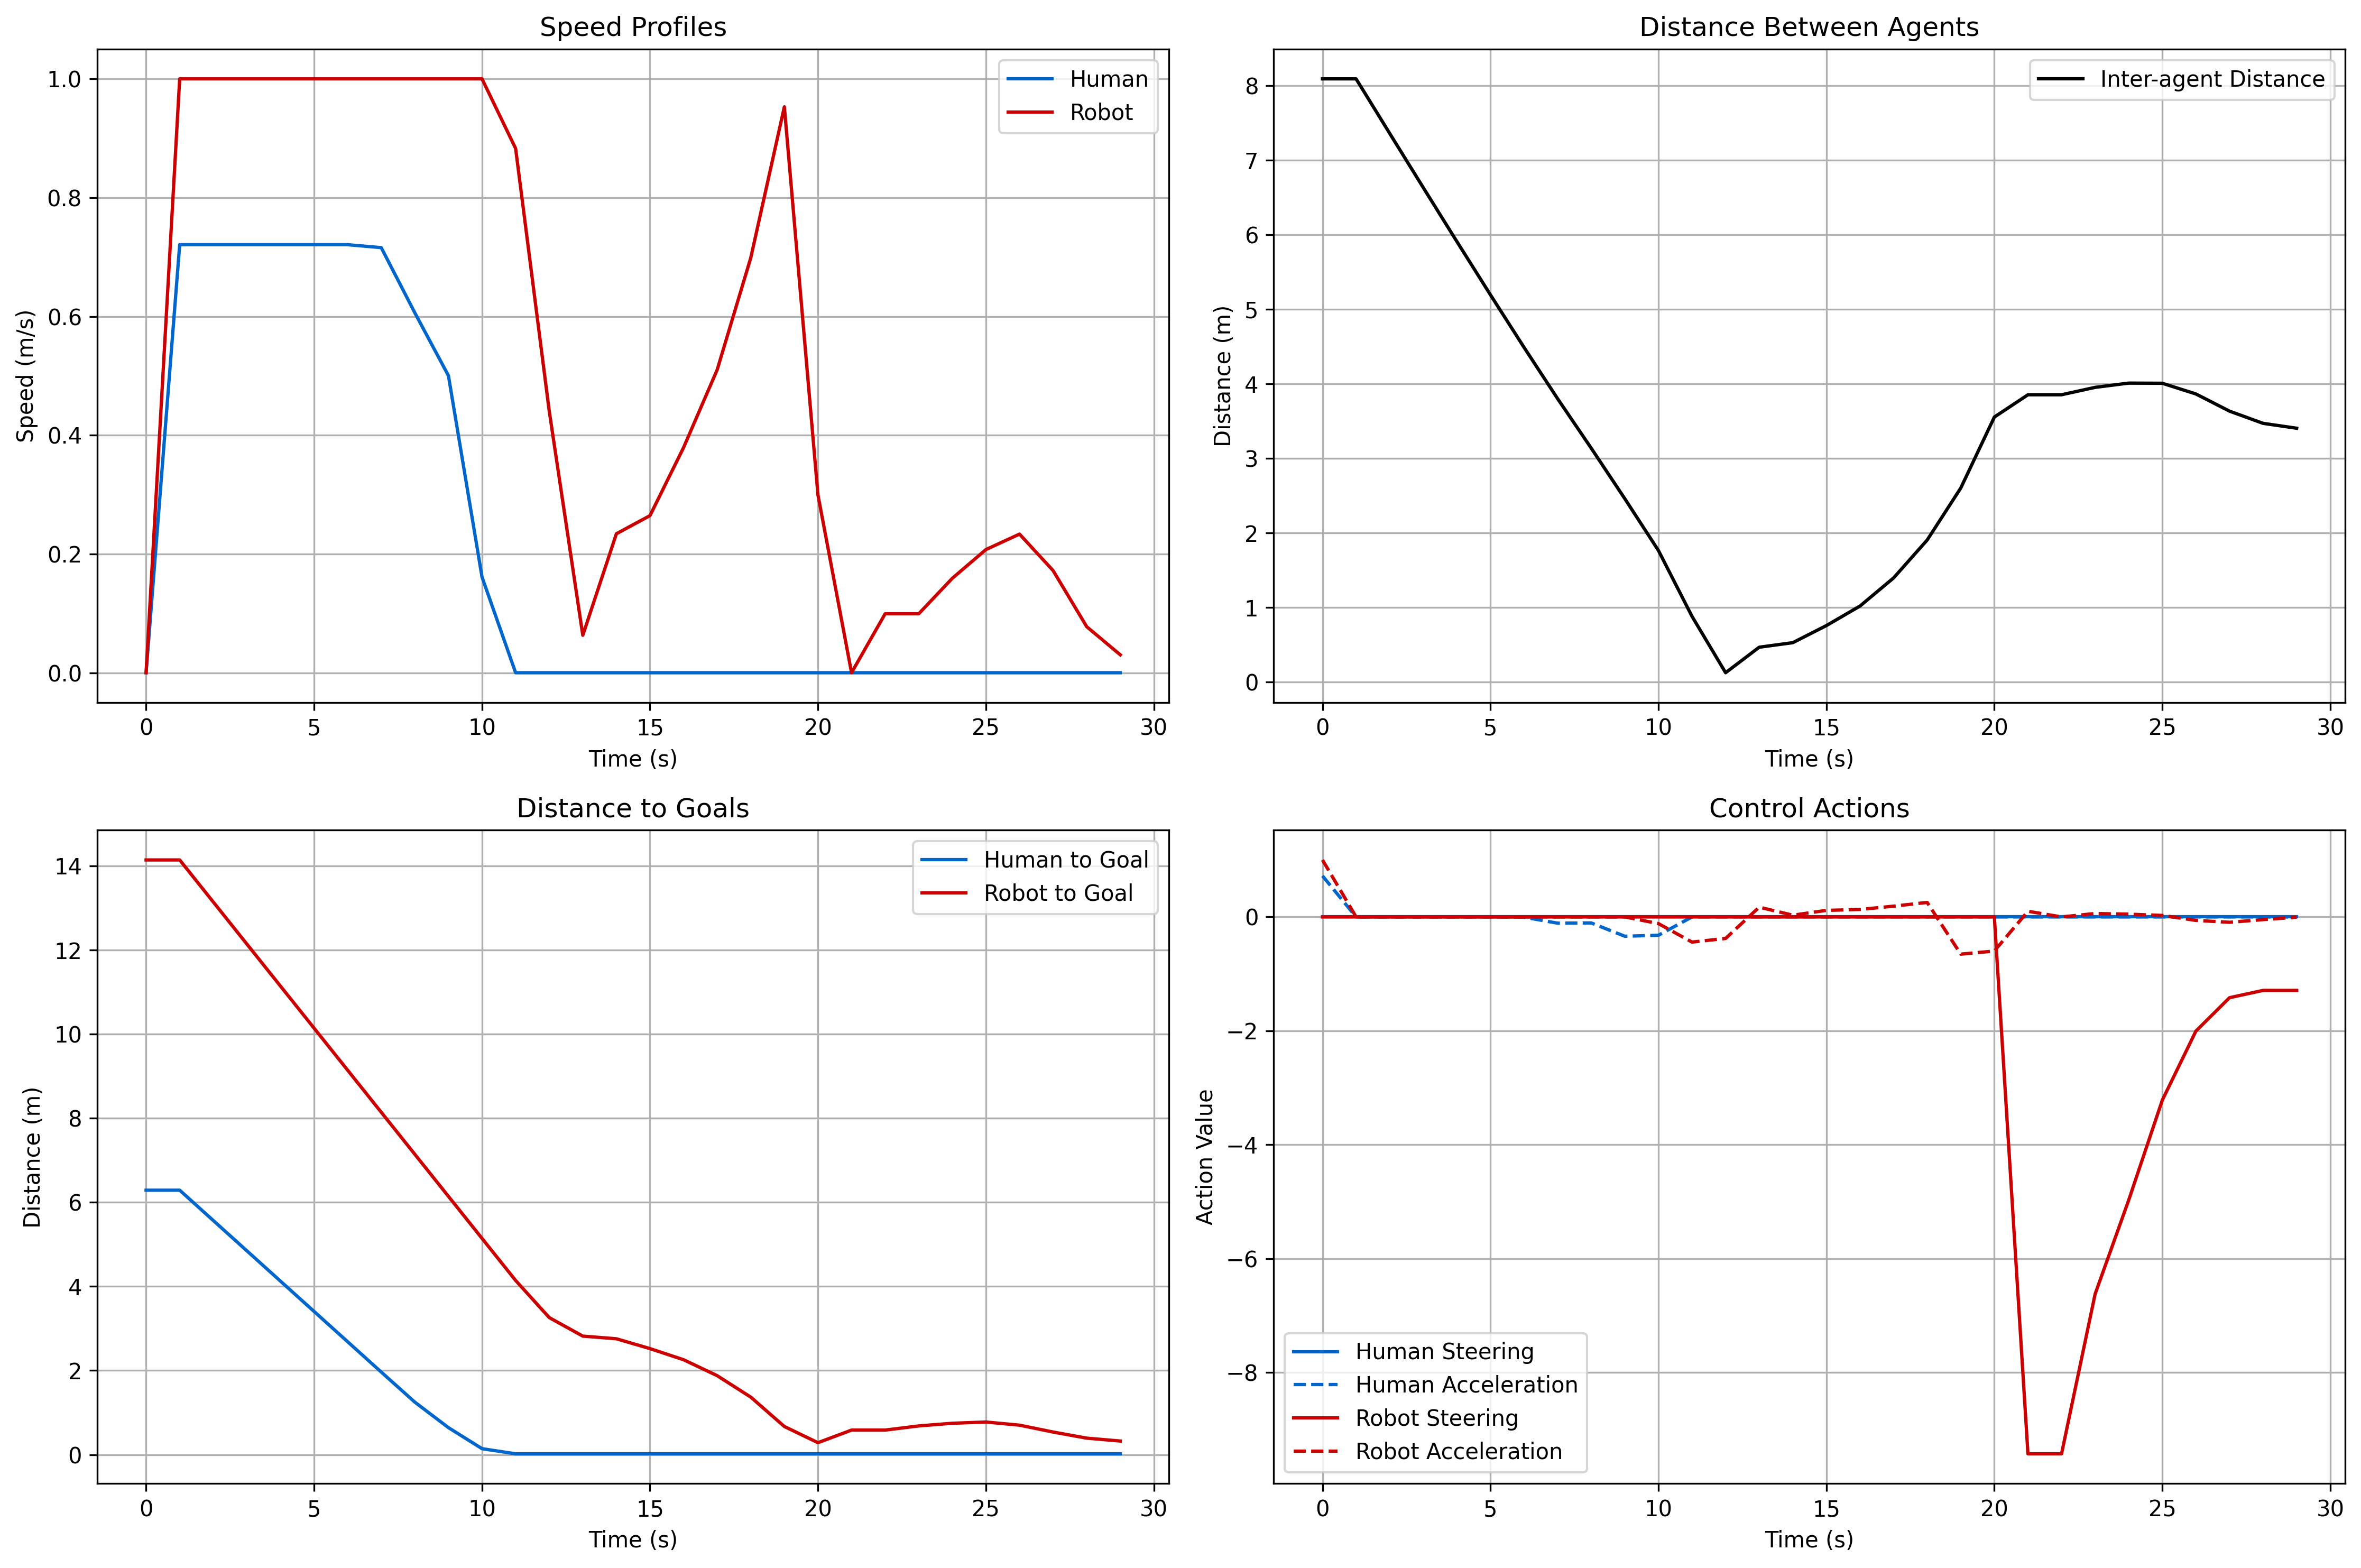 Speed Profiles
Speed (m/s)
1.0
0.8
0.6
0.4
0.2
0.0
Human
Robot
0 5 10 15 20 25 30
Time (s)
Distance Between Agents
Distance (m)
8
7
6
5
4
3
2
1
0
Inter-agent Distance
0 5 10 15 20 25 30
Time (s)
Distance to Goals
Distance (m)
14
12
10
8
6
4
2
0
Human to Goal
Robot to Goal
0 5 10 15 20 25 30
Time (s)
Control Actions
Action Value
0
−2
−4
−6
−8
Human Steering
Human Acceleration
Robot Steering
Robot Acceleration
0 5 10 15 20 25 30
Time (s)